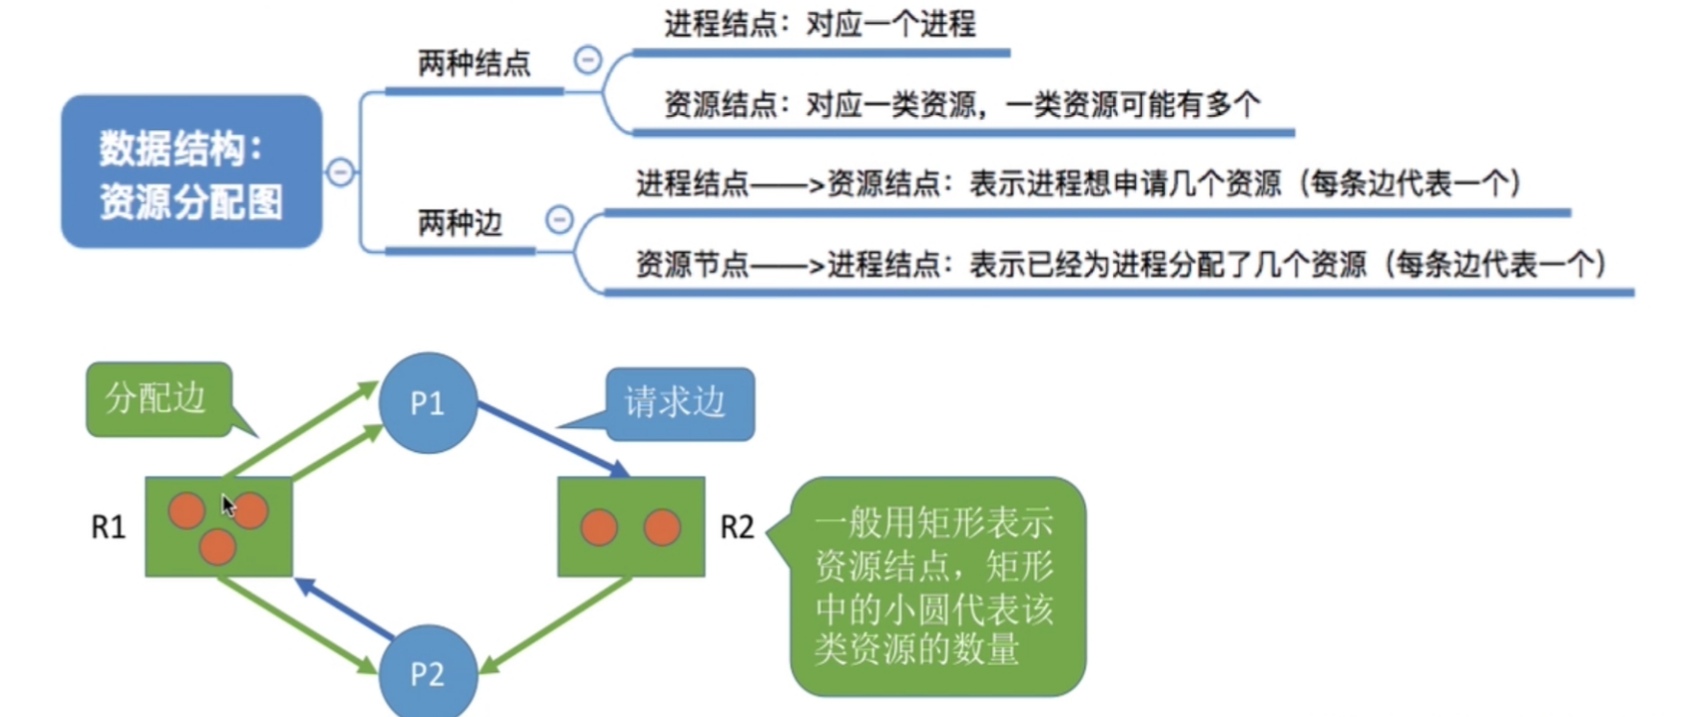 进程结点：对应一个进程
两种结点
资源结点：对应一类资源，一类资源可能有多个
数据结构：
资源分配图
进程结点——>资源结点：表示进程想申请几个资源（每条边代表一个）
两种边
资源节点——>进程结点：表示已经为进程分配了几个资源（每条边代表一个）
分配边
P1
请求边
R1
R2
一般用矩形表示
资源结点，矩形
中的小圆代表该
类资源的数量
P2